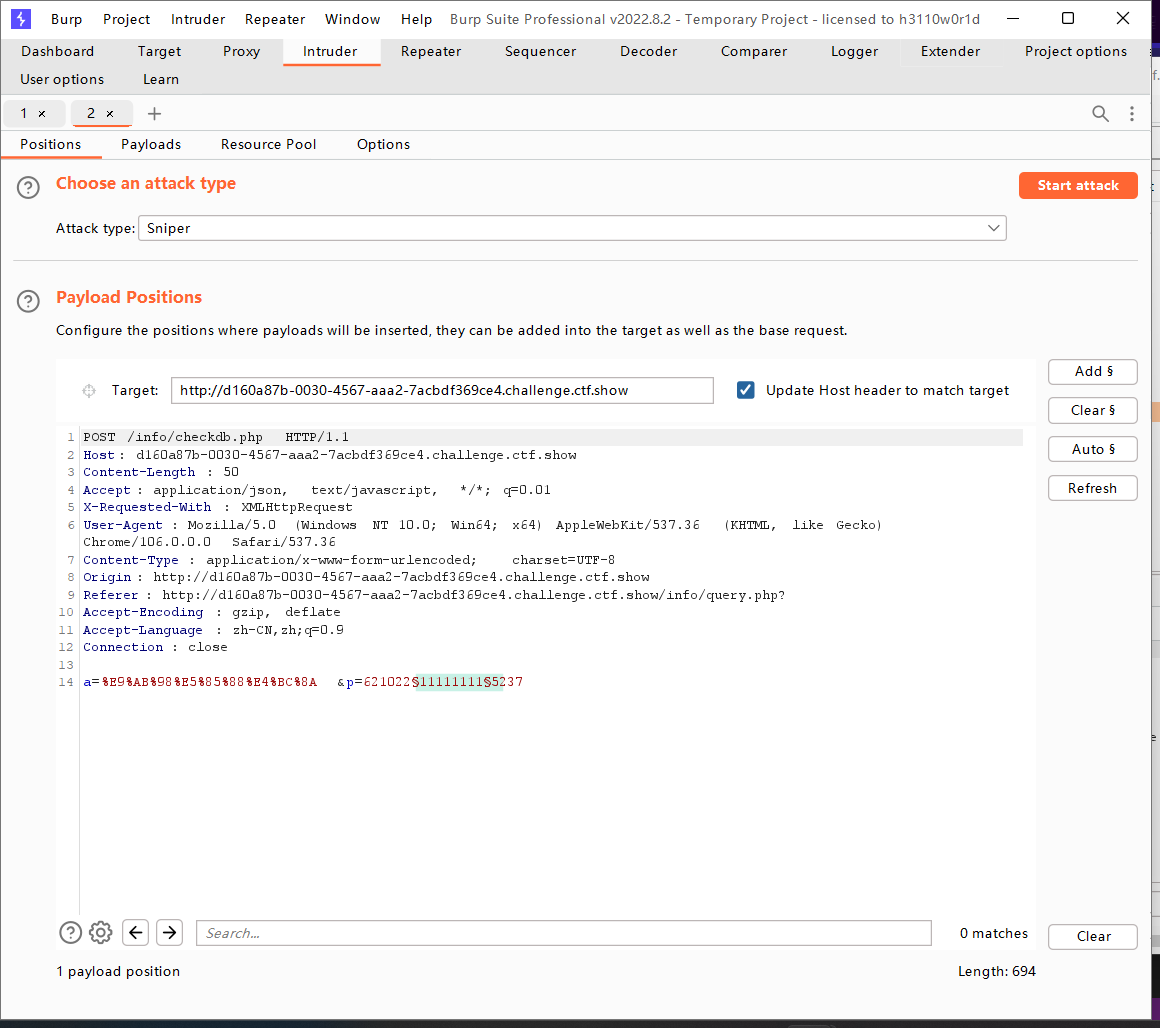 Burp Project Intruder Repeater Window Help Burp Suite Professional v2022.8.2 - Temporary Project - licensed to h3110w0r1d
Dashboard Target Proxy Intruder Repeater Sequencer Decoder Comparer Logger Extender Project options
User options Learn
1 × 2 × +
Positions Payloads Resource Pool Options
? Choose an attack type Start attack
Attack type: Sniper
? Payload Positions
Configure the positions where payloads will be inserted, they can be added into the target as well as the base request.
Add §
Target: http://d160a87b-0030-4567-aaa2-7acbdf369ce4.challenge.ctf.show Update Host header to match target
Clear §
Auto §
Refresh
1 POST /info/checkdb.php HTTP/1.1
2 Host: d160a87b-0030-4567-aaa2-7acbdf369ce4.challenge.ctf.show
3 Content-Length : 50
4 Accept : application/json, text/javascript, */*; q=0.01
5 X-Requested-With : XMLHttpRequest
6 User-Agent : Mozilla/5.0 (Windows NT 10.0; Win64; x64) AppleWebKit/537.36 (KHTML, like Gecko)
Chrome/106.0.0.0 Safari/537.36
7 Content-Type : application/x-www-form-urlencoded; charset=UTF-8
8 Origin : http://d160a87b-0030-4567-aaa2-7acbdf369ce4.challenge.ctf.show
9 Referer : http://d160a87b-0030-4567-aaa2-7acbdf369ce4.challenge.ctf.show/info/query.php?
10 Accept-Encoding : gzip, deflate
11 Accept-Language : zh-CN,zh;q=0.9
12 Connection : close
13
14 a=%E9%AB%98%E5%85%88%E4%BC%8A &p=621022§11111111§5237
? Search... 0 matches Clear
1 payload position Length: 694